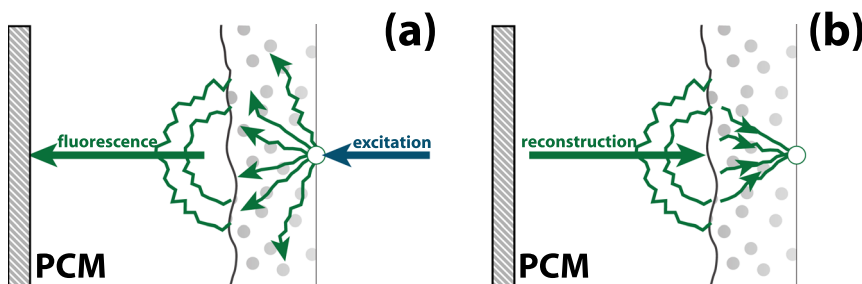 (a)
fluorescence
excitation
PCM
(b)
reconstruction
PCM